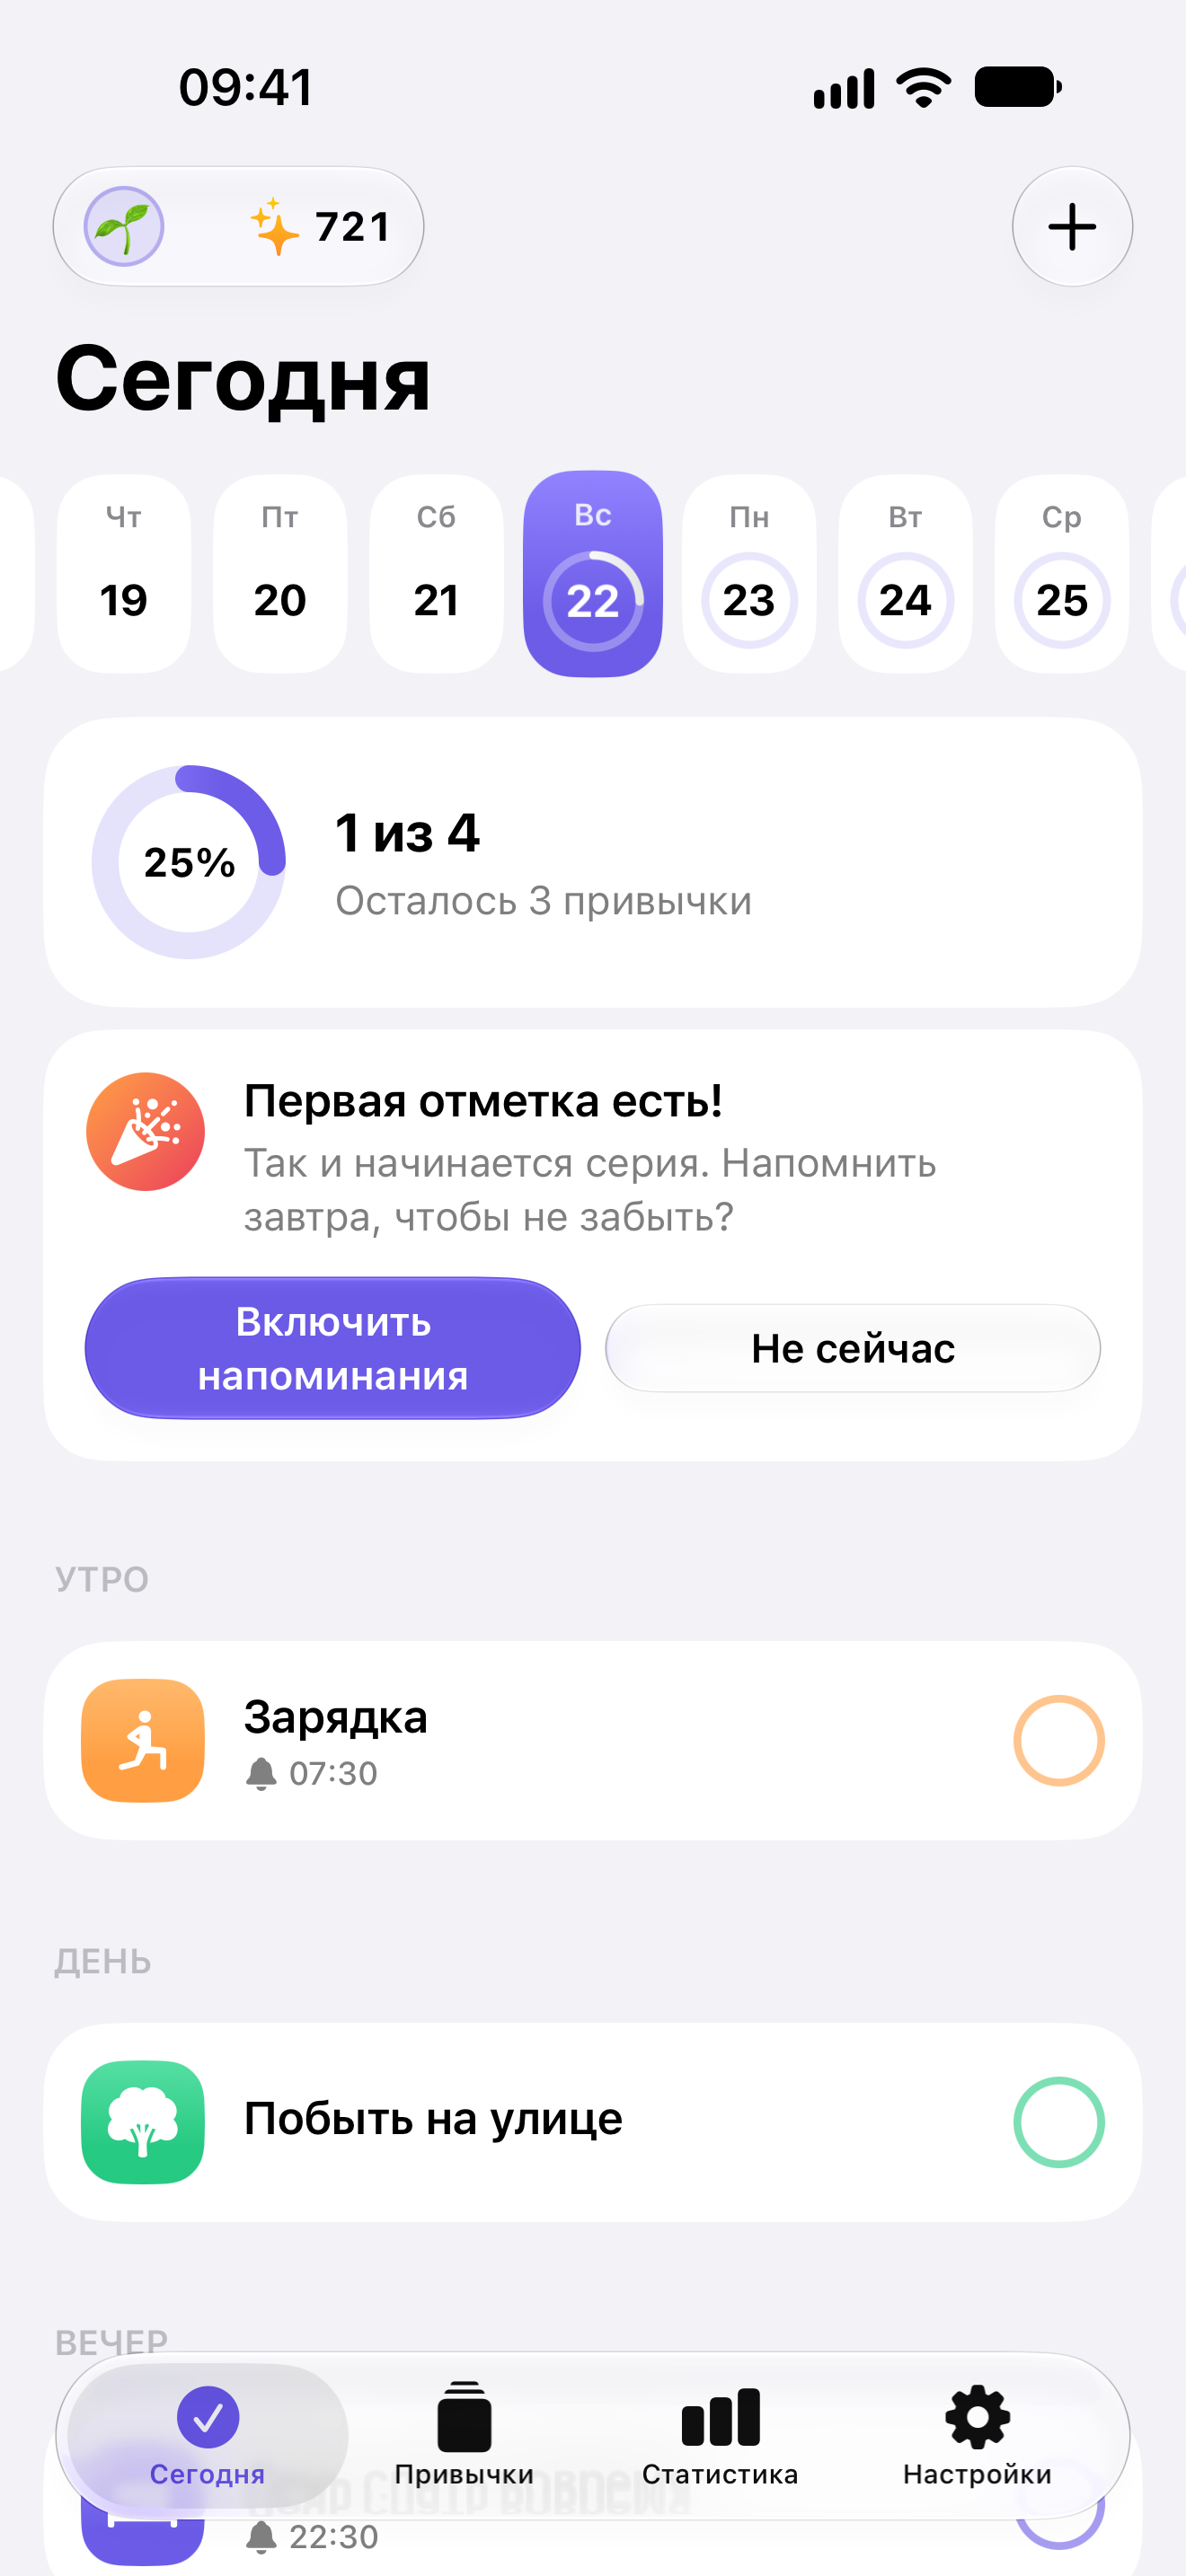 09:41
721
Сегодня
Чт
Пт
Сб
Вс
Пн
Вт
Ср
19
20
21
22
23
24
25
25%
1 из 4
Осталось 3 привычки
Первая отметка есть!
Так и начинается серия. Напомнить
завтра, чтобы не забыть?
Включить
напоминания
Не сейчас
УТРО
Зарядка
07:30
ДЕНЬ
Побыть на улице
ВЕЧЕР
Сегодня
Привычки
Статистика
Настройки
22:30